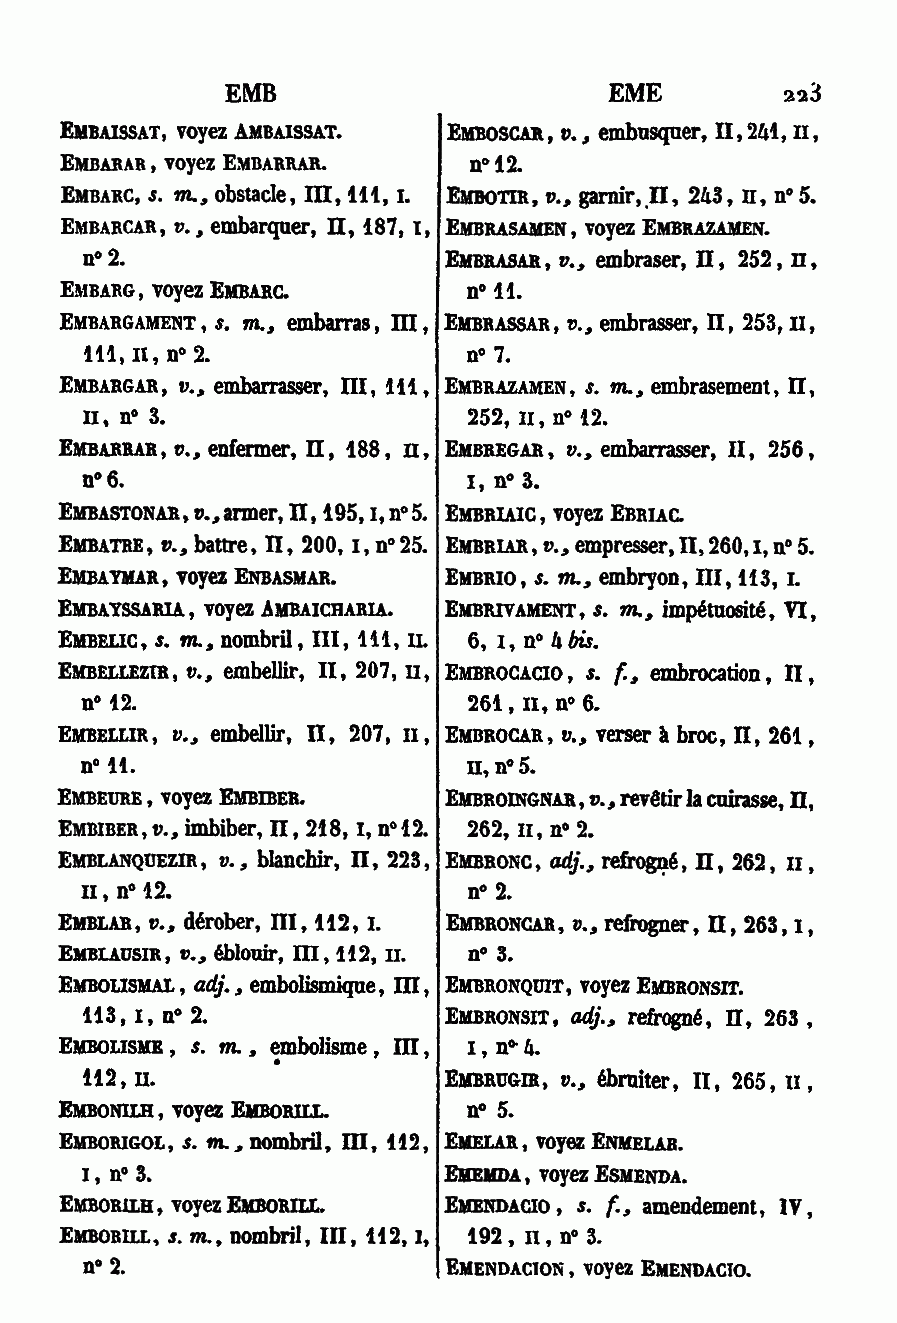 EMB
EMBAISSAT, voyez AMBAISSAT.
EMBARAR, voyez EMBARRAR.
EMBARC, s. m., obstacle, III, 111, I.
EMBARCAR, v., embarquer, II, 187, I,
n° 2.
EMBARG, voyez EMBARC.
EMBARGAMENT, s. m., embarras, III,
111, II, n° 2.
EMBARGAR, v., embarrasser, III, 111,
II, n° 3.
EMBARRAR, v., enfermer, II, 188, II,
n° 6.
EMBASTONAR, v., armer, II, 195, I, n° 5.
EMBATRE, v., battre, II, 200, I, n° 25.
EMBAYMAR, voyez ENBASMAR.
EMBAYSSARIA, voyez AMBAICHARIA.
EMBELIC, s. m., nombril, III, 111, II.
EMBELLEZIR, v., embellir, II, 207, II,
n° 12.
EMBELLIR, v., embellir, II, 207, II,
n° 11.
EMBEURE, voyez EMBIBER.
EMBIBER, v., imbiber, II, 218, I, n° 12.
EMBLANQUEZIR, v., blanchir, II, 223,
II, n° 12.
EMBLAR, v., dérober, III, 112, I.
EMBLAUSIR, v., éblouir, III, 112, II.
EMBOLISMAL, adj., embolismique, III,
113, I, n° 2.
EMBOLISME, s. m., embolisme, III,
112, II.
EMBONILH, voyez EMBORILL.
EMBORIGOL, s. m., nombril, III, 112,
I, n° 3.
EMBORILH, voyez EMBORILL.
EMBORILL, s. m., nombril, III, 112, I,
n° 2.
EME 223
EMBOSCAR, v., embusquer, II, 241, II,
n° 12.
EMBOTIR, v., garnir, II, 243, II, n° 5.
EMBRASAMEN, voyez EMBRAZAMEN.
EMBRASAR, v., embraser, II, 252, II,
n° 11.
EMBRASSAR, v., embrasser, II, 253, II,
n° 7.
EMBRAZAMEN, s. m., embrasement, II,
252, II, n° 12.
EMBREGAR, v., embarrasser, II, 256,
I, n° 3.
EMBRIAIC, voyez EBRIAC.
EMBRIAR, v., empresser, II, 260, I, n° 5.
EMBRIO, s. m., embryon, III, 113, I.
EMBRIVAMENT, s. m., impétuosité, VI,
6, I, n° 4 bis.
EMBROCACIO, s. f., embrocation, II,
261, II, n° 6.
EMBROCAR, v., verser à broc, II, 261,
II, n° 5.
EMBROINGNAR, v., revêtir la cuirasse, II,
262, II, n° 2.
EMBRONC, adj., refrogné, II, 262, II,
n° 2.
EMBRONCAR, v., refrogner, II, 263, I,
n° 3.
EMBRONQUIT, voyez EMBRONSIT.
EMBRONSIT, adj., refrogné, II, 263,
I, n° 4.
EMBRUGIR, v., ébruiter, II, 265, II,
n° 5.
EMELAR, voyez ENMELAR.
EMEMDA, voyez ESMENDA.
EMENDACIO, s. f., amendement, IV,
192, II, n° 3.
EMENDACION, voyez EMENDACIO.